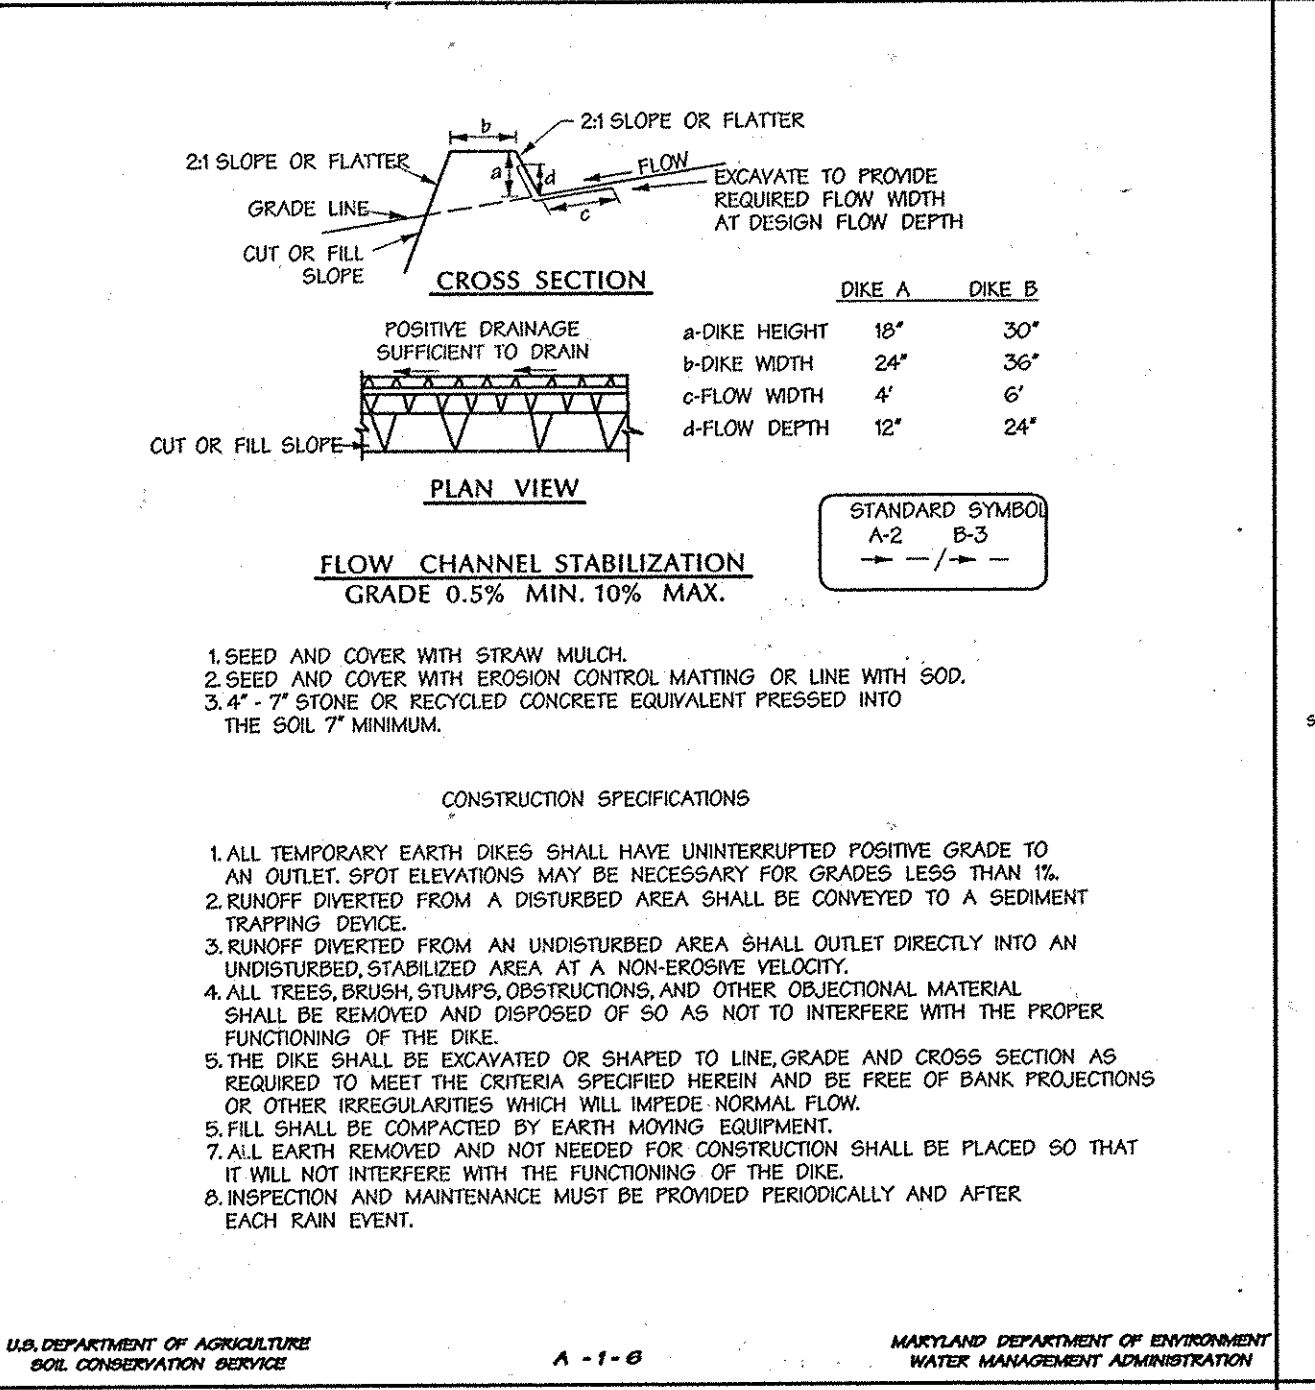 b
2:1 SLOPE OR FLATTER
2:1 SLOPE OR FLATTER
a
d
FLOW
EXCAVATE TO PROVIDE
REQUIRED FLOW WIDTH
AT DESIGN FLOW DEPTH
GRADE LINE
c
CUT OR FILL
SLOPE
CROSS SECTION
DIKE A DIKE B
a-DIKE HEIGHT 18" 30"
b-DIKE WIDTH 24" 36"
c-FLOW WIDTH 4' 6'
d-FLOW DEPTH 12" 24"
POSITIVE DRAINAGE
SUFFICIENT TO DRAIN
CUT OR FILL SLOPE
PLAN VIEW
STANDARD SYMBOL
A-2 B-3
/
FLOW CHANNEL STABILIZATION
GRADE 0.5% MIN. 10% MAX.
1. SEED AND COVER WITH STRAW MULCH.
2. SEED AND COVER WITH EROSION CONTROL MATTING OR LINE WITH SOD.
3. 4" - 7" STONE OR RECYCLED CONCRETE EQUIVALENT PRESSED INTO
THE SOIL 7" MINIMUM.
CONSTRUCTION SPECIFICATIONS
1. ALL TEMPORARY EARTH DIKES SHALL HAVE UNINTERRUPTED POSITIVE GRADE TO
AN OUTLET. SPOT ELEVATIONS MAY BE NECESSARY FOR GRADES LESS THAN 1%.
2. RUNOFF DIVERTED FROM A DISTURBED AREA SHALL BE CONVEYED TO A SEDIMENT
TRAPPING DEVICE.
3. RUNOFF DIVERTED FROM AN UNDISTURBED AREA SHALL OUTLET DIRECTLY INTO AN
UNDISTURBED, STABILIZED AREA AT A NON-EROSIVE VELOCITY.
4. ALL TREES, BRUSH, STUMPS, OBSTRUCTIONS, AND OTHER OBJECTIONAL MATERIAL
SHALL BE REMOVED AND DISPOSED OF SO AS NOT TO INTERFERE WITH THE PROPER
FUNCTIONING OF THE DIKE.
5. THE DIKE SHALL BE EXCAVATED OR SHAPED TO LINE, GRADE AND CROSS SECTION AS
REQUIRED TO MEET THE CRITERIA SPECIFIED HEREIN AND BE FREE OF BANK PROJECTIONS
OR OTHER IRREGULARITIES WHICH WILL IMPEDE NORMAL FLOW.
5. FILL SHALL BE COMPACTED BY EARTH MOVING EQUIPMENT.
7. ALL EARTH REMOVED AND NOT NEEDED FOR CONSTRUCTION SHALL BE PLACED SO THAT
IT WILL NOT INTERFERE WITH THE FUNCTIONING OF THE DIKE.
8. INSPECTION AND MAINTENANCE MUST BE PROVIDED PERIODICALLY AND AFTER
EACH RAIN EVENT.
U.S. DEPARTMENT OF AGRICULTURE
SOIL CONSERVATION SERVICE
A - 1 - 6
MARYLAND DEPARTMENT OF ENVIRONMENT
WATER MANAGEMENT ADMINISTRATION
S